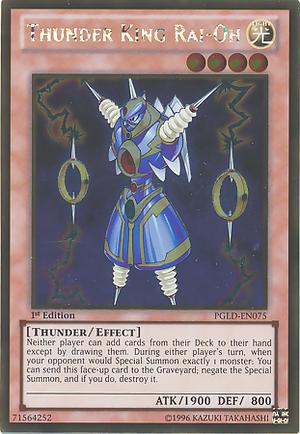 THUNDER KING RAI-OH
LIGHT
光
1st Edition
PGLD-EN075
[THUNDER/EFFECT]
Neither player can add cards from their Deck to their hand
except by drawing them. During either player's turn, when
your opponent would Special Summon exactly 1 monster: You
can send this face-up card to the Graveyard; negate the Special
Summon, and if you do, destroy it.
ATK/1900 DEF/ 800
71564252
©1996 KAZUKI TAKAHASHI